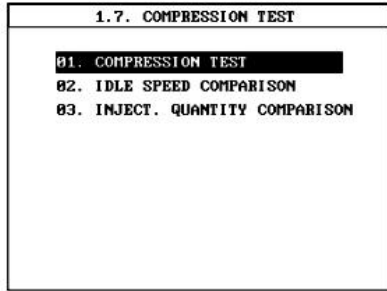 1.7. COMPRESSION TEST
01. COMPRESSION TEST
02. IDLE SPEED COMPARISON
03. INJECT. QUANTITY COMPARISON